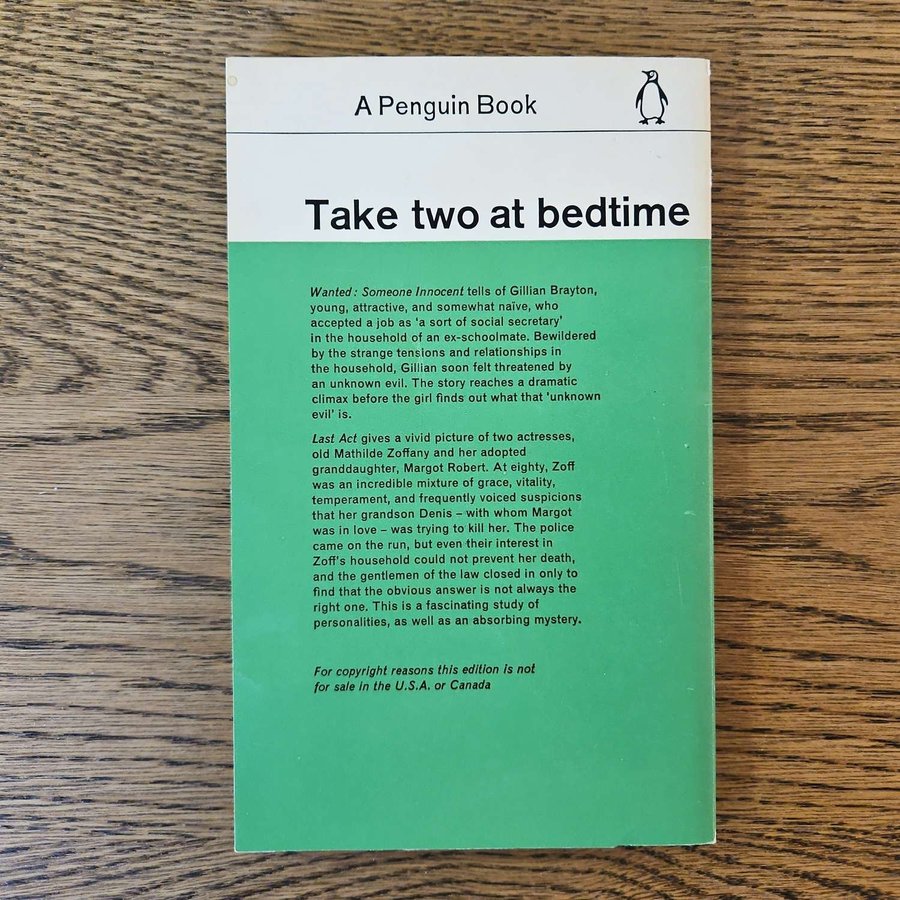 A Penguin Book
Take two at bedtime
Wanted: Someone Innocent tells of Gillian Brayton,
young, attractive, and somewhat naïve, who
accepted a job as 'a sort of social secretary'
in the household of an ex-schoolmate. Bewildered
by the strange tensions and relationships in
the household, Gillian soon felt threatened by
an unknown evil. The story reaches a dramatic
climax before the girl finds out what that 'unknown
evil' is.
Last Act gives a vivid picture of two actresses,
old Mathilde Zoffany and her adopted
granddaughter, Margot Robert. At eighty, Zoff
was an incredible mixture of grace, vitality,
temperament, and frequently voiced suspicions
that her grandson Denis – with whom Margot
was in love – was trying to kill her. The police
came on the run, but even their interest in
Zoff's household could not prevent her death,
and the gentlemen of the law closed in only to
find that the obvious answer is not always the
right one. This is a fascinating study of
personalities, as well as an absorbing mystery.
For copyright reasons this edition is not
for sale in the U.S.A. or Canada